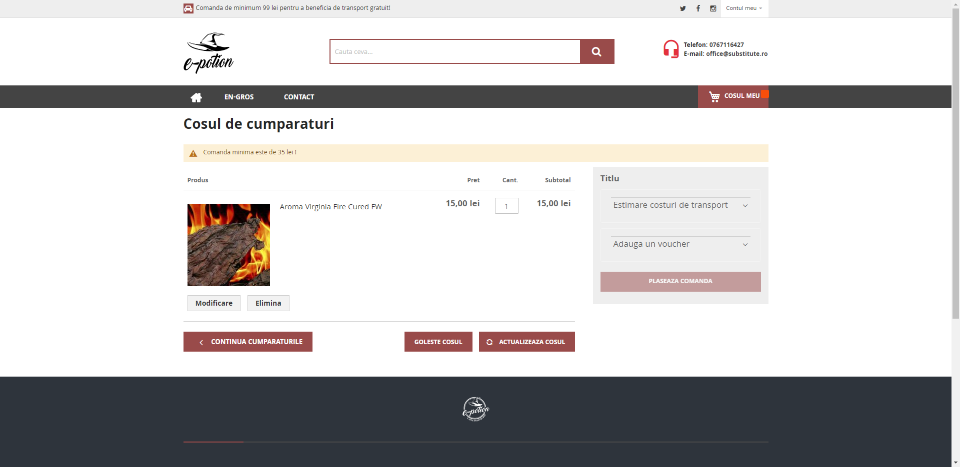 Comanda de minimum 99 lei pentru a beneficia de transport gratuit!
Contul meu
e-potion
Cauta ceva...
Telefon: 0767116427
E-mail: office@substitute.ro
EN-GROS
CONTACT
COSUL MEU
Cosul de cumparaturi
Comanda minima este de 35 lei !
Produs
Pret
Cant.
Subtotal
Aroma Virginia Fire Cured FW
15,00 lei
1
15,00 lei
Modificare
Elimina
CONTINUA CUMPARATURILE
GOLESTE COSUL
ACTUALIZEAZA COSUL
Titlu
Estimare costuri de transport
Adauga un voucher
PLASEAZA COMANDA
e-potion